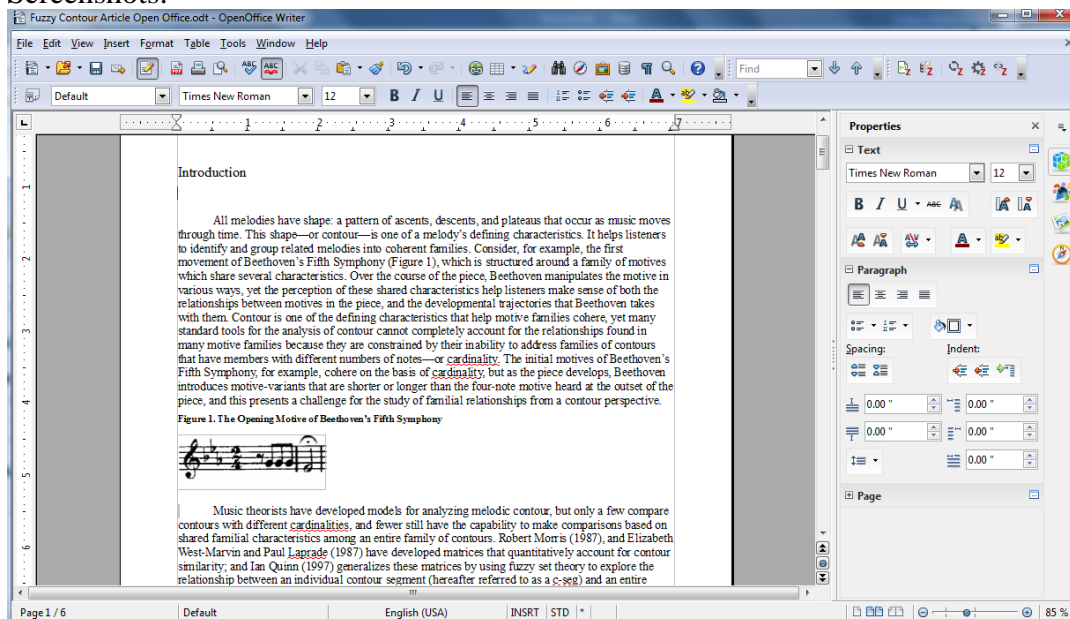 Screenshots:
Fuzzy Contour Article Open Office.odt - OpenOffice Writer
File Edit View Insert Format Table Tools Window Help
Find
Default Times New Roman 12 B I U
1 2 3 4 5 6 7
Properties
Text
Times New Roman 12
B I U ABC
Paragraph
Spacing: Indent:
0.00 " 0.00 "
0.00 " 0.00 "
0.00 "
Page
Introduction
All melodies have shape: a pattern of ascents, descents, and plateaus that occur as music moves
through time. This shape—or contour—is one of a melody's defining characteristics. It helps listeners
to identify and group related melodies into coherent families. Consider, for example, the first
movement of Beethoven's Fifth Symphony (Figure 1), which is structured around a family of motives
which share several characteristics. Over the course of the piece, Beethoven manipulates the motive in
various ways, yet the perception of these shared characteristics help listeners make sense of both the
relationships between motives in the piece, and the developmental trajectories that Beethoven takes
with them. Contour is one of the defining characteristics that help motive families cohere, yet many
standard tools for the analysis of contour cannot completely account for the relationships found in
many motive families because they are constrained by their inability to address families of contours
that have members with different numbers of notes—or cardinality. The initial motives of Beethoven's
Fifth Symphony, for example, cohere on the basis of cardinality, but as the piece develops, Beethoven
introduces motive-variants that are shorter or longer than the four-note motive heard at the outset of the
piece, and this presents a challenge for the study of familial relationships from a contour perspective.
Figure 1. The Opening Motive of Beethoven's Fifth Symphony
Music theorists have developed models for analyzing melodic contour, but only a few compare
contours with different cardinalities, and fewer still have the capability to make comparisons based on
shared familial characteristics among an entire family of contours. Robert Morris (1987), and Elizabeth
West-Marvin and Paul Laprade (1987) have developed matrices that quantitatively account for contour
similarity; and Ian Quinn (1997) generalizes these matrices by using fuzzy set theory to explore the
relationship between an individual contour segment (hereafter referred to as a c-seg) and an entire
Page 1 / 6 Default English (USA) INSRT STD * 85 %